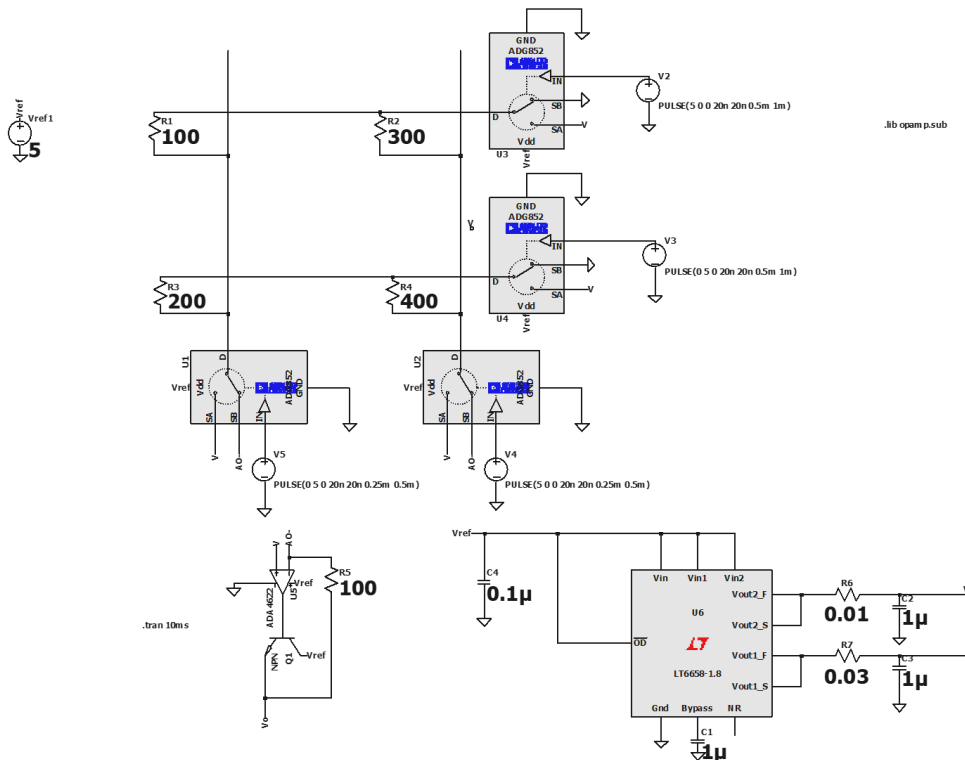 Vref
Vref1
5
R1
100
R2
300
GND
ADG852
IN
D
SB
SA
V
Vdd
U3
Vref
V2
PULSE(5 0 0 20n 20n 0.5m 1m)
.lib opamp.sub
V
GND
ADG852
IN
D
SB
SA
V
Vdd
U4
Vref
V3
PULSE(0 5 0 20n 20n 0.5m 1m)
R3
200
R4
400
U1
D
Vref
Vdd
ADG852
GND
SA
SB
IN
V
AO-
V5
PULSE(0 5 0 20n 20n 0.25m 0.5m)
U2
D
Vref
Vdd
ADG852
GND
SA
SB
IN
V
AO-
V4
PULSE(5 0 0 20n 20n 0.25m 0.5m)
V
AO-
Vref
ADA4622
U5
R5
100
NPN
Q1
Vref
Vo
.tran 10ms
Vref
C4
0.1µ
Vin
Vin1
Vin2
U6
OD
LT
LT6658-1.8
Vout2_F
Vout2_S
Vout1_F
Vout1_S
Gnd
Bypass
NR
C1
1µ
R6
0.01
C2
1µ
R7
0.03
C3
1µ